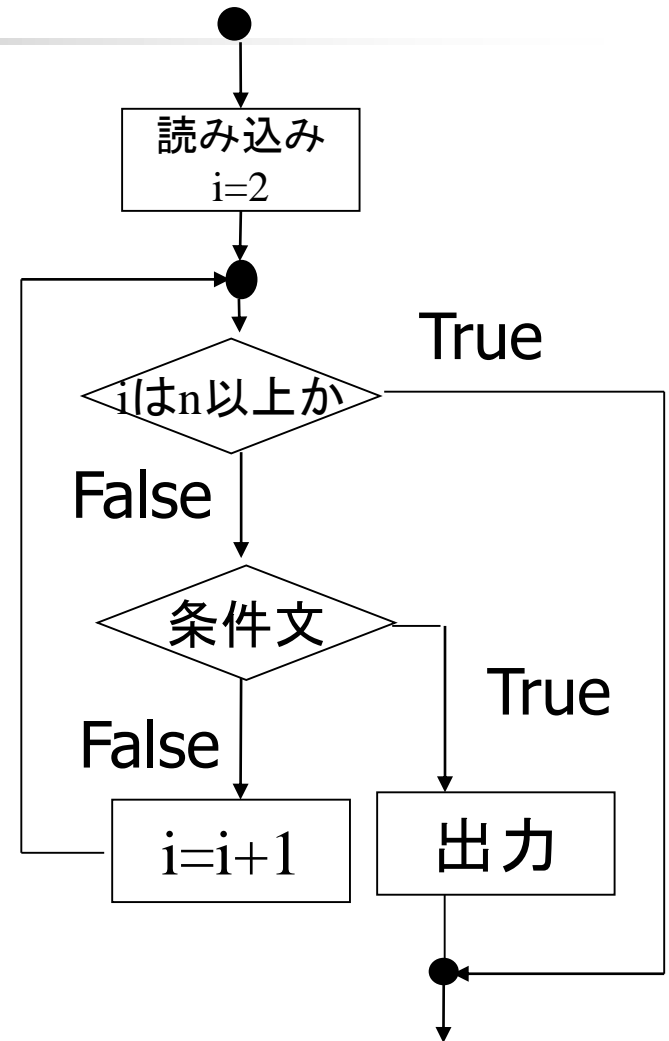 読み込み
i=2
True
iはn以上か
False
条件文
True
False
i=i+1
出力